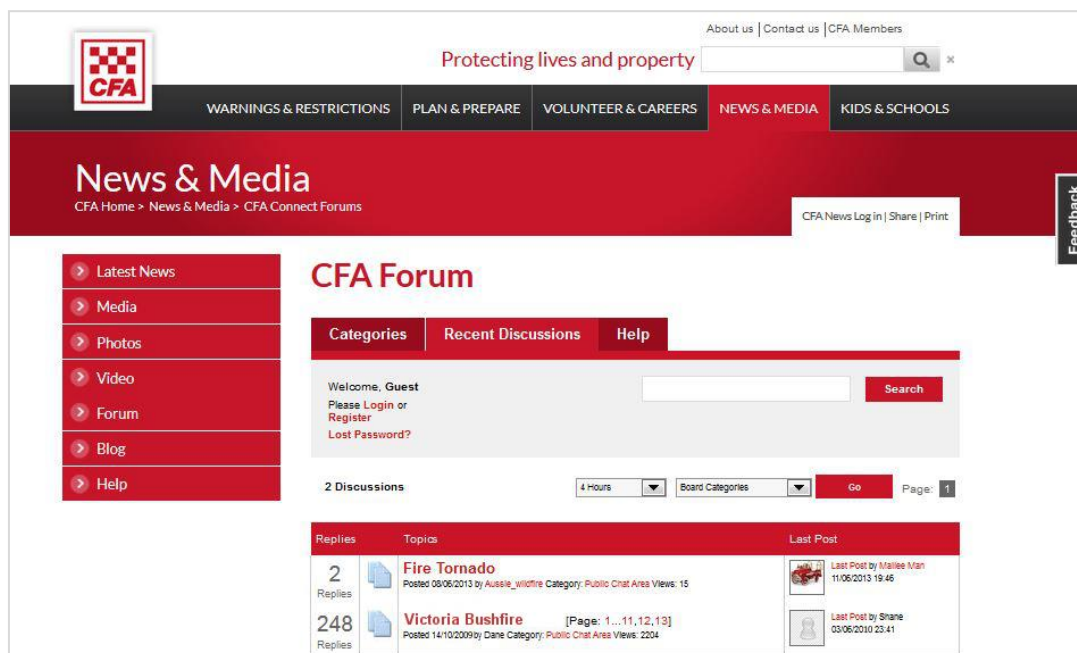 About us | Contact us | CFA Members
CFA
Protecting lives and property
WARNINGS & RESTRICTIONS PLAN & PREPARE VOLUNTEER & CAREERS NEWS & MEDIA KIDS & SCHOOLS
News & Media
CFA Home > News & Media > CFA Connect Forums
CFA News Log in | Share | Print
Feedback
Latest News
Media
Photos
Video
Forum
Blog
Help
CFA Forum
Categories Recent Discussions Help
Welcome, Guest
Please Login or
Register
Lost Password?
Search
2 Discussions 4 Hours Board Categories Go Page: 1
Replies Topics Last Post
2
Replies
Fire Tornado
Posted 08/06/2013 by Aussie_wildfire Category: Public Chat Area Views: 15
Last Post by Mallee Man
11/06/2013 19:46
248
Replies
Victoria Bushfire [Page: 1...11,12,13]
Posted 14/10/2009 by Dane Category: Public Chat Area Views: 2204
Last Post by Shane
03/06/2010 23:41